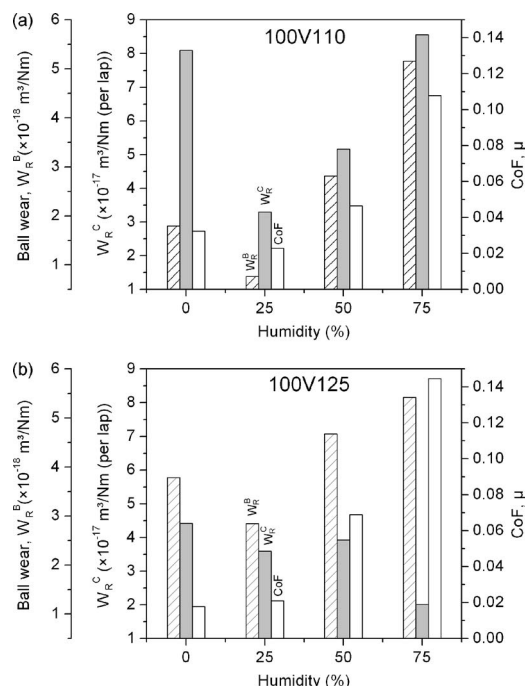 (a)
100V110
Ball wear, W_R^B (×10⁻¹⁸ m³/Nm)
6
5
4
3
2
1
W_R^C (×10⁻¹⁷ m³/Nm (per lap))
9
8
7
6
5
4
3
2
1
W_R^B
W_R^C
CoF
0.14
0.12
0.10
0.08
0.06
0.04
0.02
0.00
CoF, μ
0 25 50 75
Humidity (%)
(b)
100V125
Ball wear, W_R^B (×10⁻¹⁸ m³/Nm)
6
5
4
3
2
1
W_R^C (×10⁻¹⁷ m³/Nm (per lap))
9
8
7
6
5
4
3
2
1
W_R^B
W_R^C
CoF
0.14
0.12
0.10
0.08
0.06
0.04
0.02
0.00
CoF, μ
0 25 50 75
Humidity (%)